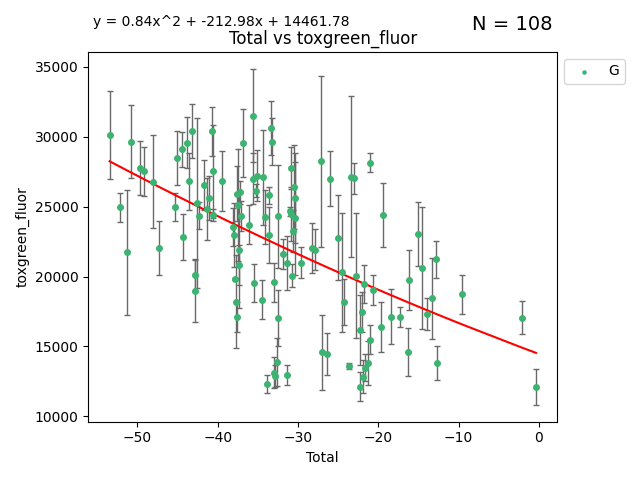 y = 0.84x^2 + -212.98x + 14461.78
N = 108
Total vs toxgreen_fluor
G
35000
30000
25000
20000
15000
10000
toxgreen_fluor
−50
−40
−30
−20
−10
0
Total